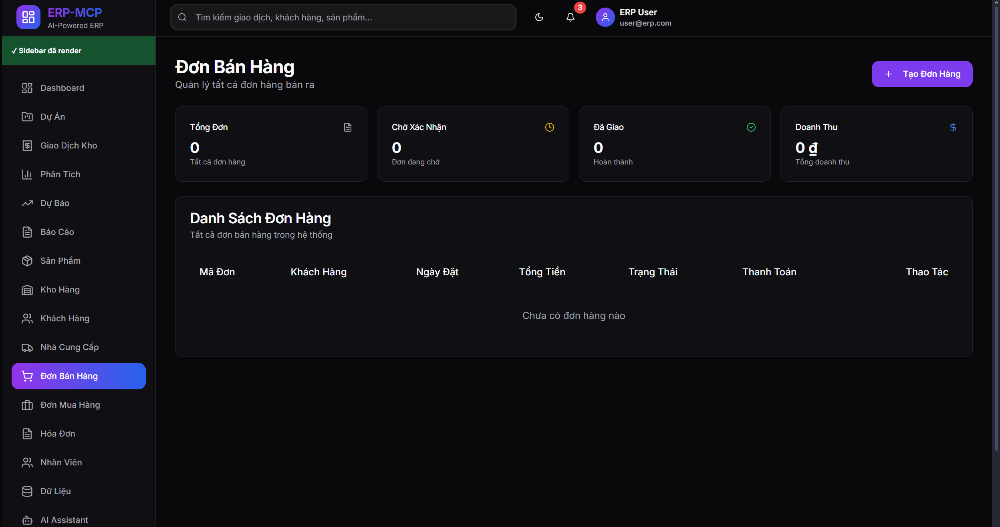 ERP-MCP
AI-Powered ERP
Tìm kiếm giao dịch, khách hàng, sản phẩm...
3
ERP User
user@erp.com
✓ Sidebar đã render
Dashboard
Dự Án
Giao Dịch Kho
Phân Tích
Dự Báo
Báo Cáo
Sản Phẩm
Kho Hàng
Khách Hàng
Nhà Cung Cấp
Đơn Bán Hàng
Đơn Mua Hàng
Hóa Đơn
Nhân Viên
Dữ Liệu
AI Assistant
Đơn Bán Hàng
Quản lý tất cả đơn hàng bán ra
Tạo Đơn Hàng
Tổng Đơn
0
Tất cả đơn hàng
Chờ Xác Nhận
0
Đơn đang chờ
Đã Giao
0
Hoàn thành
Doanh Thu
0 ₫
Tổng doanh thu
Danh Sách Đơn Hàng
Tất cả đơn bán hàng trong hệ thống
Mã Đơn Khách Hàng Ngày Đặt Tổng Tiền Trạng Thái Thanh Toán Thao Tác
Chưa có đơn hàng nào